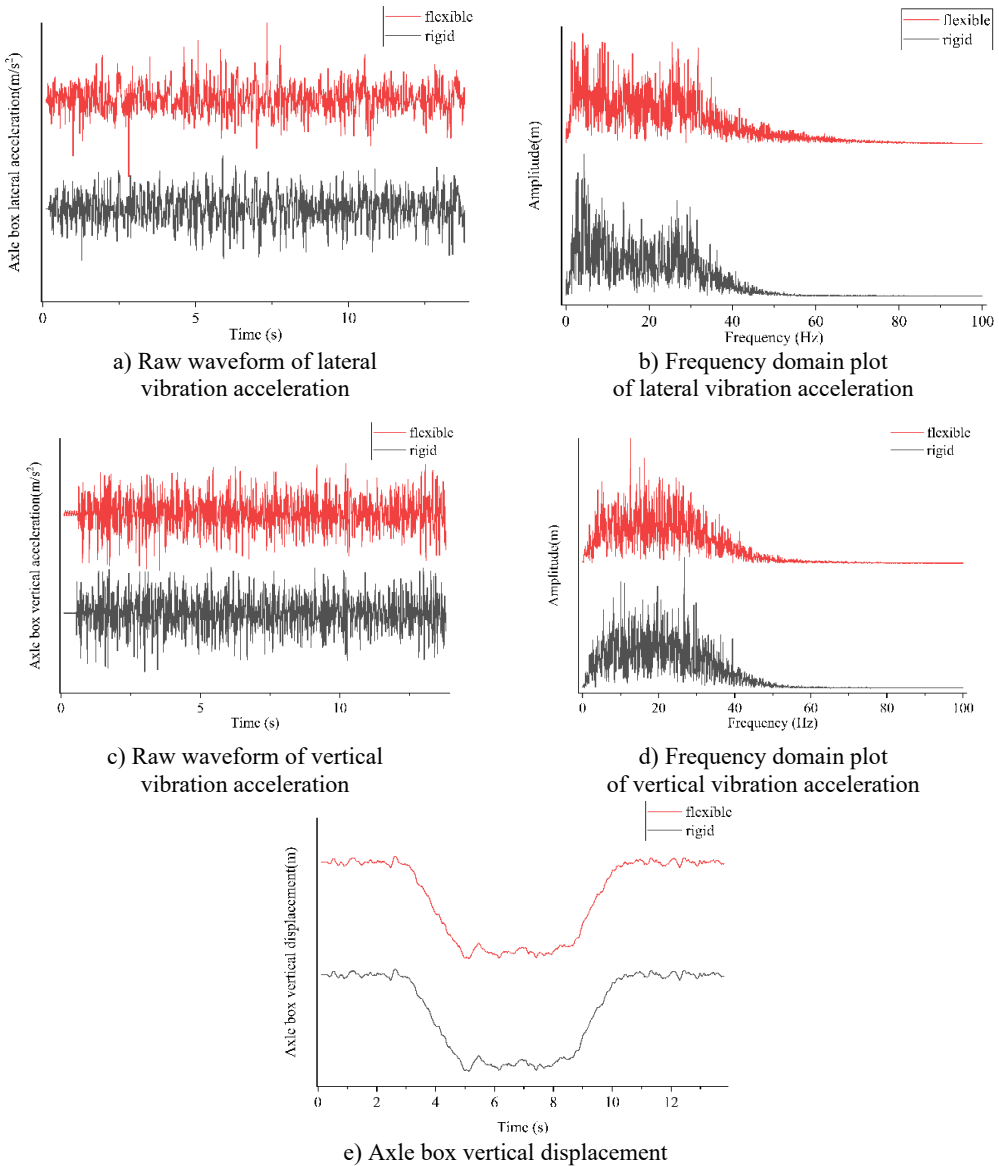 flexible
rigid
Axle box lateral acceleration(m/s²)
0 5 10
Time (s)
a) Raw waveform of lateral
vibration acceleration
flexible
rigid
Amplitude(m)
0 20 40 60 80 100
Frequency (Hz)
b) Frequency domain plot
of lateral vibration acceleration
flexible
rigid
Axle box vertical acceleration(m/s²)
0 5 10
Time (s)
c) Raw waveform of vertical
vibration acceleration
flexible
rigid
Amplitude(m)
0 20 40 60 80 100
Frequency (Hz)
d) Frequency domain plot
of vertical vibration acceleration
flexible
rigid
Axle box vertical displacement(m)
0 2 4 6 8 10 12
Time (s)
e) Axle box vertical displacement